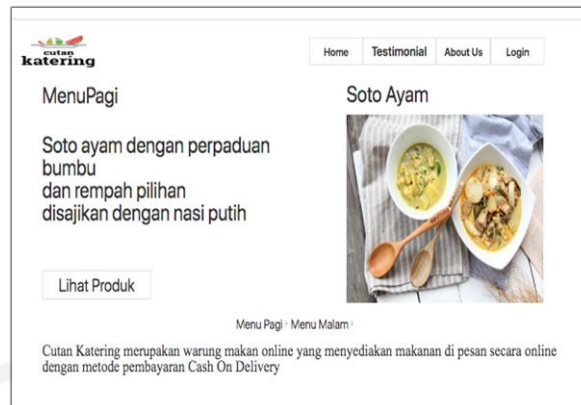 cutan
katering
Home Testimonial About Us Login
MenuPagi
Soto ayam dengan perpaduan
bumbu
dan rempah pilihan
disajikan dengan nasi putih
Lihat Produk
Soto Ayam
Menu Pagi › Menu Malam ›
Cutan Katering merupakan warung makan online yang menyediakan makanan di pesan secara online
dengan metode pembayaran Cash On Delivery